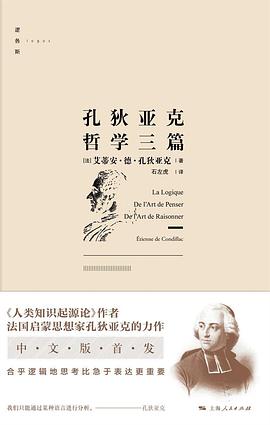 逻各斯 logos
孔狄亚克
哲学三篇
[法] 艾蒂安·德·孔狄亚克 著
石左虎 译
La Logique
De l'Art de Penser
De l'Art de Raisonner
Étienne de Condillac
《人类知识起源论》作者
法国启蒙思想家孔狄亚克的力作
中·文·版·首·发
合乎逻辑地思考比急于表达更重要
我们只能通过某种语言进行分析。——孔狄亚克
上海人民出版社